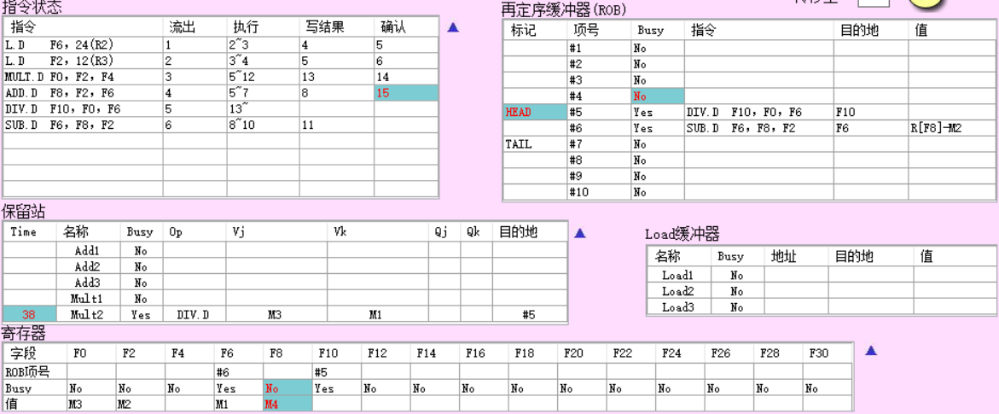 指令状态
指令 流出 执行 写结果 确认
L.D F6, 24(R2) 1 2~3 4 5
L.D F2, 12(R3) 2 3~4 5 6
MULT.D F0, F2, F4 3 5~12 13 14
ADD.D F8, F2, F6 4 5~7 8 15
DIV.D F10, F0, F6 5 13~
SUB.D F6, F8, F2 6 8~10 11
再定序缓冲器(ROB)
标记 项号 Busy 指令 目的地 值
#1 No
#2 No
#3 No
#4 No
HEAD #5 Yes DIV.D F10, F0, F6 F10
#6 Yes SUB.D F6, F8, F2 F6 R[F8]-M2
TAIL #7 No
#8 No
#9 No
#10 No
保留站
Time 名称 Busy Op Vj Vk Qj Qk 目的地
Add1 No
Add2 No
Add3 No
Mult1 No
38 Mult2 Yes DIV.D M3 M1 #5
Load缓冲器
名称 Busy 地址 目的地 值
Load1 No
Load2 No
Load3 No
寄存器
字段 F0 F2 F4 F6 F8 F10 F12 F14 F16 F18 F20 F22 F24 F26 F28 F30
ROB项号 #6 #5
Busy No No No Yes No Yes No No No No No No No No No No
值 M3 M2 M1 M4